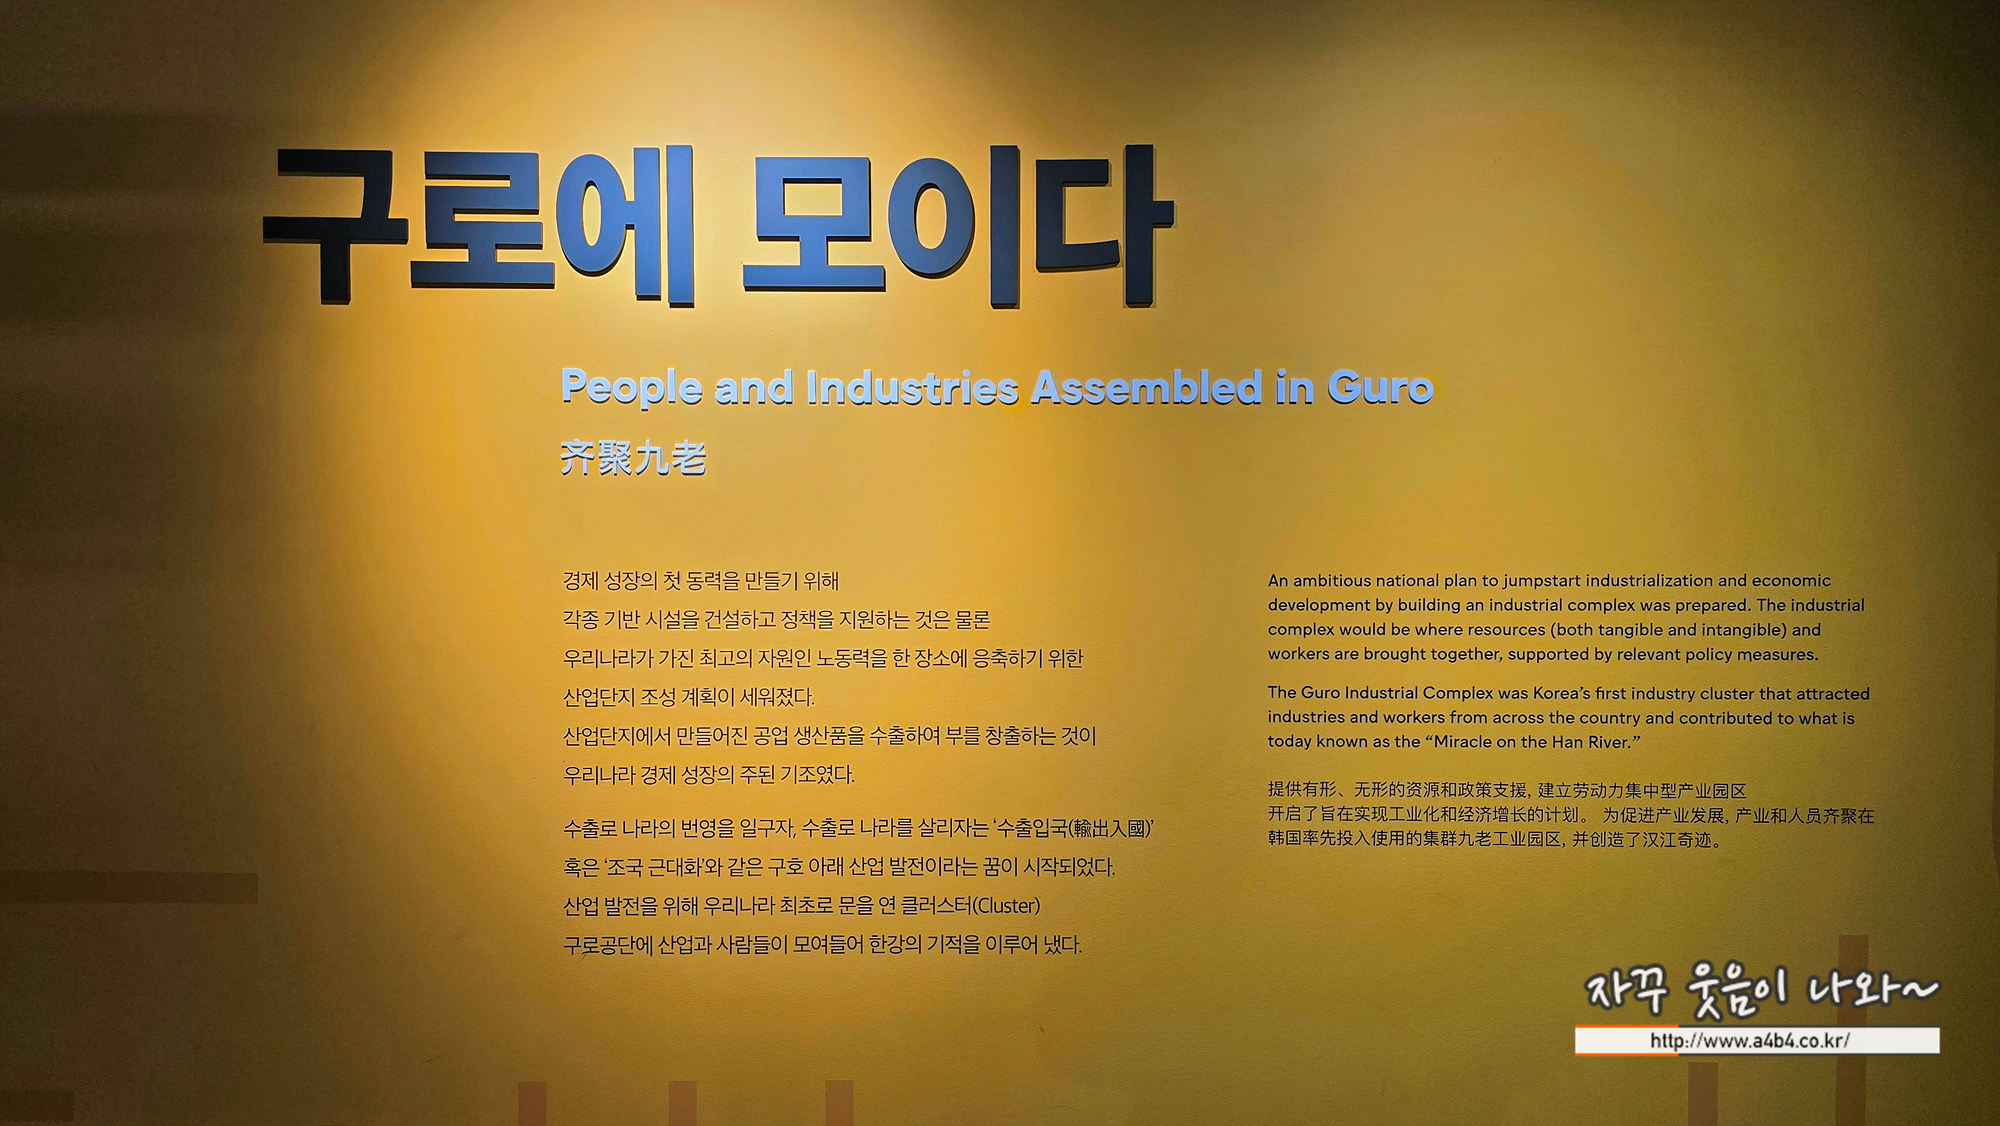 구로에 모이다
People and Industries Assembled in Guro
齐聚九老
경제 성장의 첫 동력을 만들기 위해
각종 기반 시설을 건설하고 정책을 지원하는 것은 물론
우리나라가 가진 최고의 자원인 노동력을 한 장소에 응축하기 위한
산업단지 조성 계획이 세워졌다.
산업단지에서 만들어진 공업 생산품을 수출하여 부를 창출하는 것이
우리나라 경제 성장의 주된 기조였다.
수출로 나라의 번영을 일구자, 수출로 나라를 살리자는 ‘수출입국(輸出入國)’
혹은 ‘조국 근대화’와 같은 구호 아래 산업 발전이라는 꿈이 시작되었다.
산업 발전을 위해 우리나라 최초로 문을 연 클러스터(Cluster)
구로공단에 산업과 사람들이 모여들어 한강의 기적을 이루어 냈다.
An ambitious national plan to jumpstart industrialization and economic
development by building an industrial complex was prepared. The industrial
complex would be where resources (both tangible and intangible) and
workers are brought together, supported by relevant policy measures.
The Guro Industrial Complex was Korea’s first industry cluster that attracted
industries and workers from across the country and contributed to what is
today known as the “Miracle on the Han River.”
提供有形、无形的资源和政策支援, 建立劳动力集中型产业园区
开启了旨在实现工业化和经济增长的计划。 为促进产业发展, 产业和人员齐聚在
韩国率先投入使用的集群九老工业园区, 并创造了汉江奇迹。
자꾸 웃음이 나와~
http://www.a4b4.co.kr/